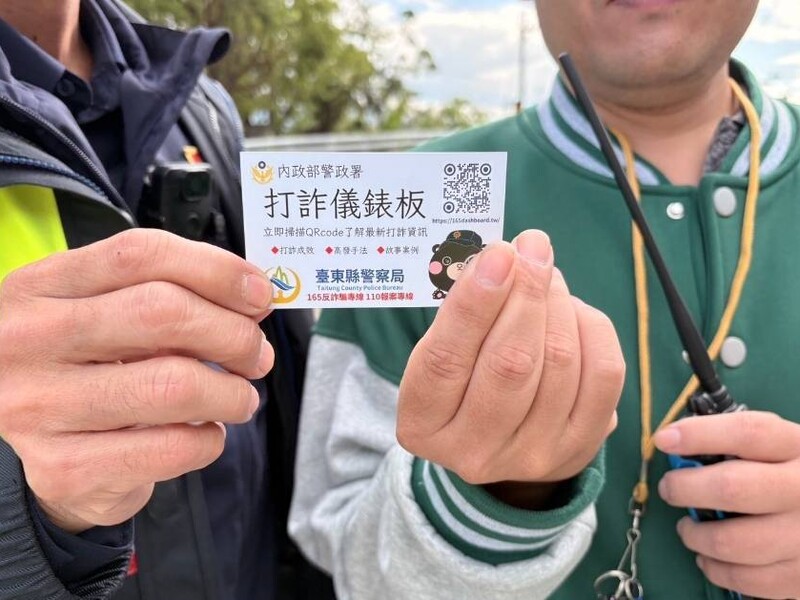 內政部警政署
打詐儀錶板
https://165dashboard.tw/
立即掃描QRcode了解最新打詐資訊
◆打詐成效 ◆高發手法 ◆故事案例
臺東縣警察局
Taitung County Police Bureau
165反詐騙專線 110報案專線